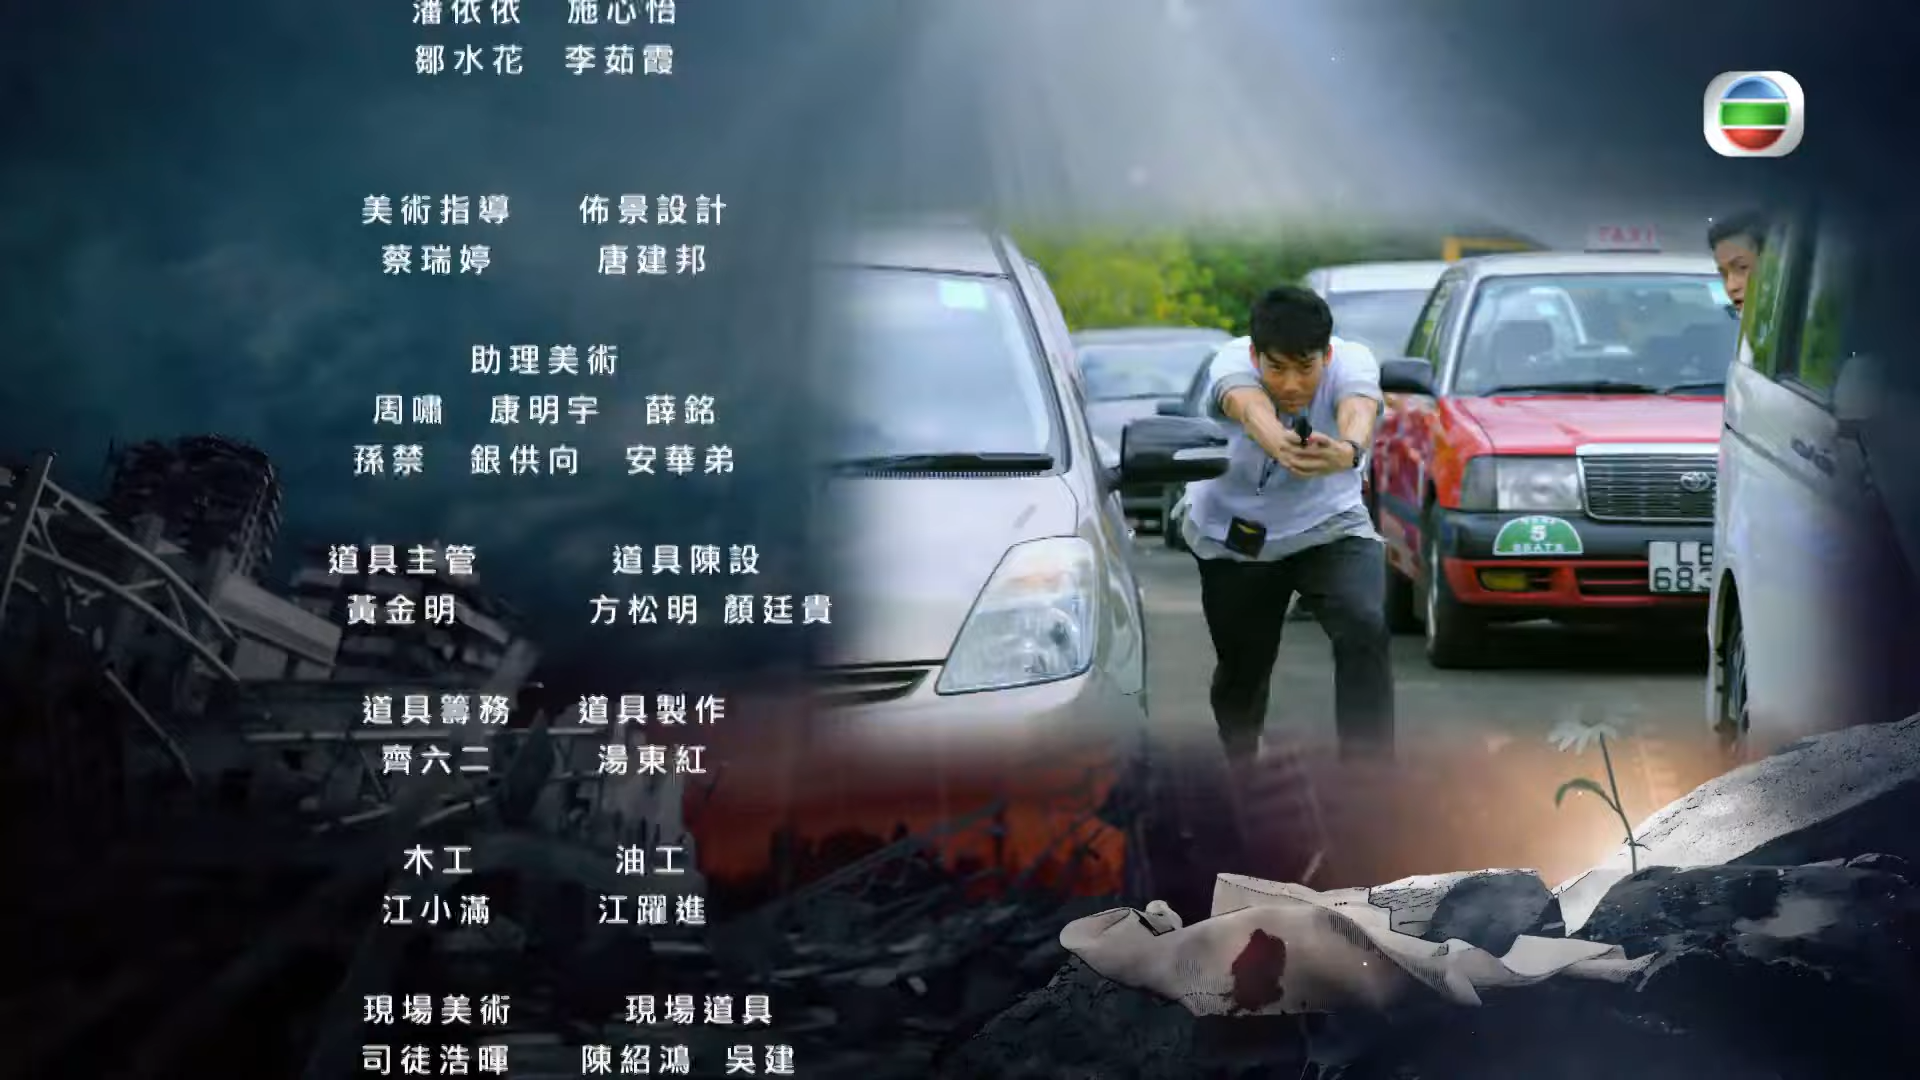 潘依依 施心怡
鄒水花 李茹霞
美術指導 佈景設計
蔡瑞婷 唐建邦
助理美術
周嘯 康明宇 薛銘
孫禁 銀供向 安華弟
道具主管 道具陳設
黃金明 方松明 顏廷貴
道具籌務 道具製作
齊六二 湯東紅
木工 油工
江小滿 江躍進
現場美術 現場道具
司徒浩暉 陳紹鴻 吳建
TAXI
TAXI
5
SEATS